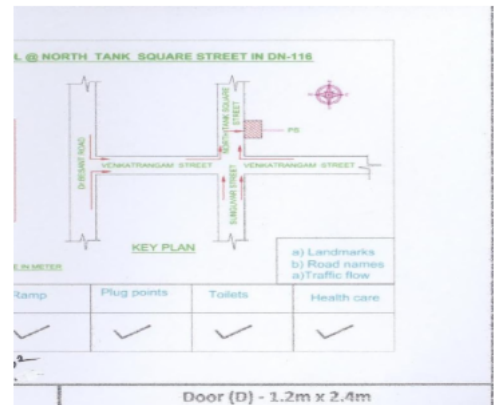 L @ NORTH TANK SQUARE STREET IN DN-116
NORTH TANK SQUARE
STREET
PS
DR BESANT ROAD
VENKATRANGAM STREET
VENKATRANGAM STREET
SUNGUVAR STREET
KEY PLAN
a) Landmarks
b) Road names
a)Traffic flow
E IN METER
Ramp
Plug points
Toilets
Health care
Door (D) - 1.2m x 2.4m